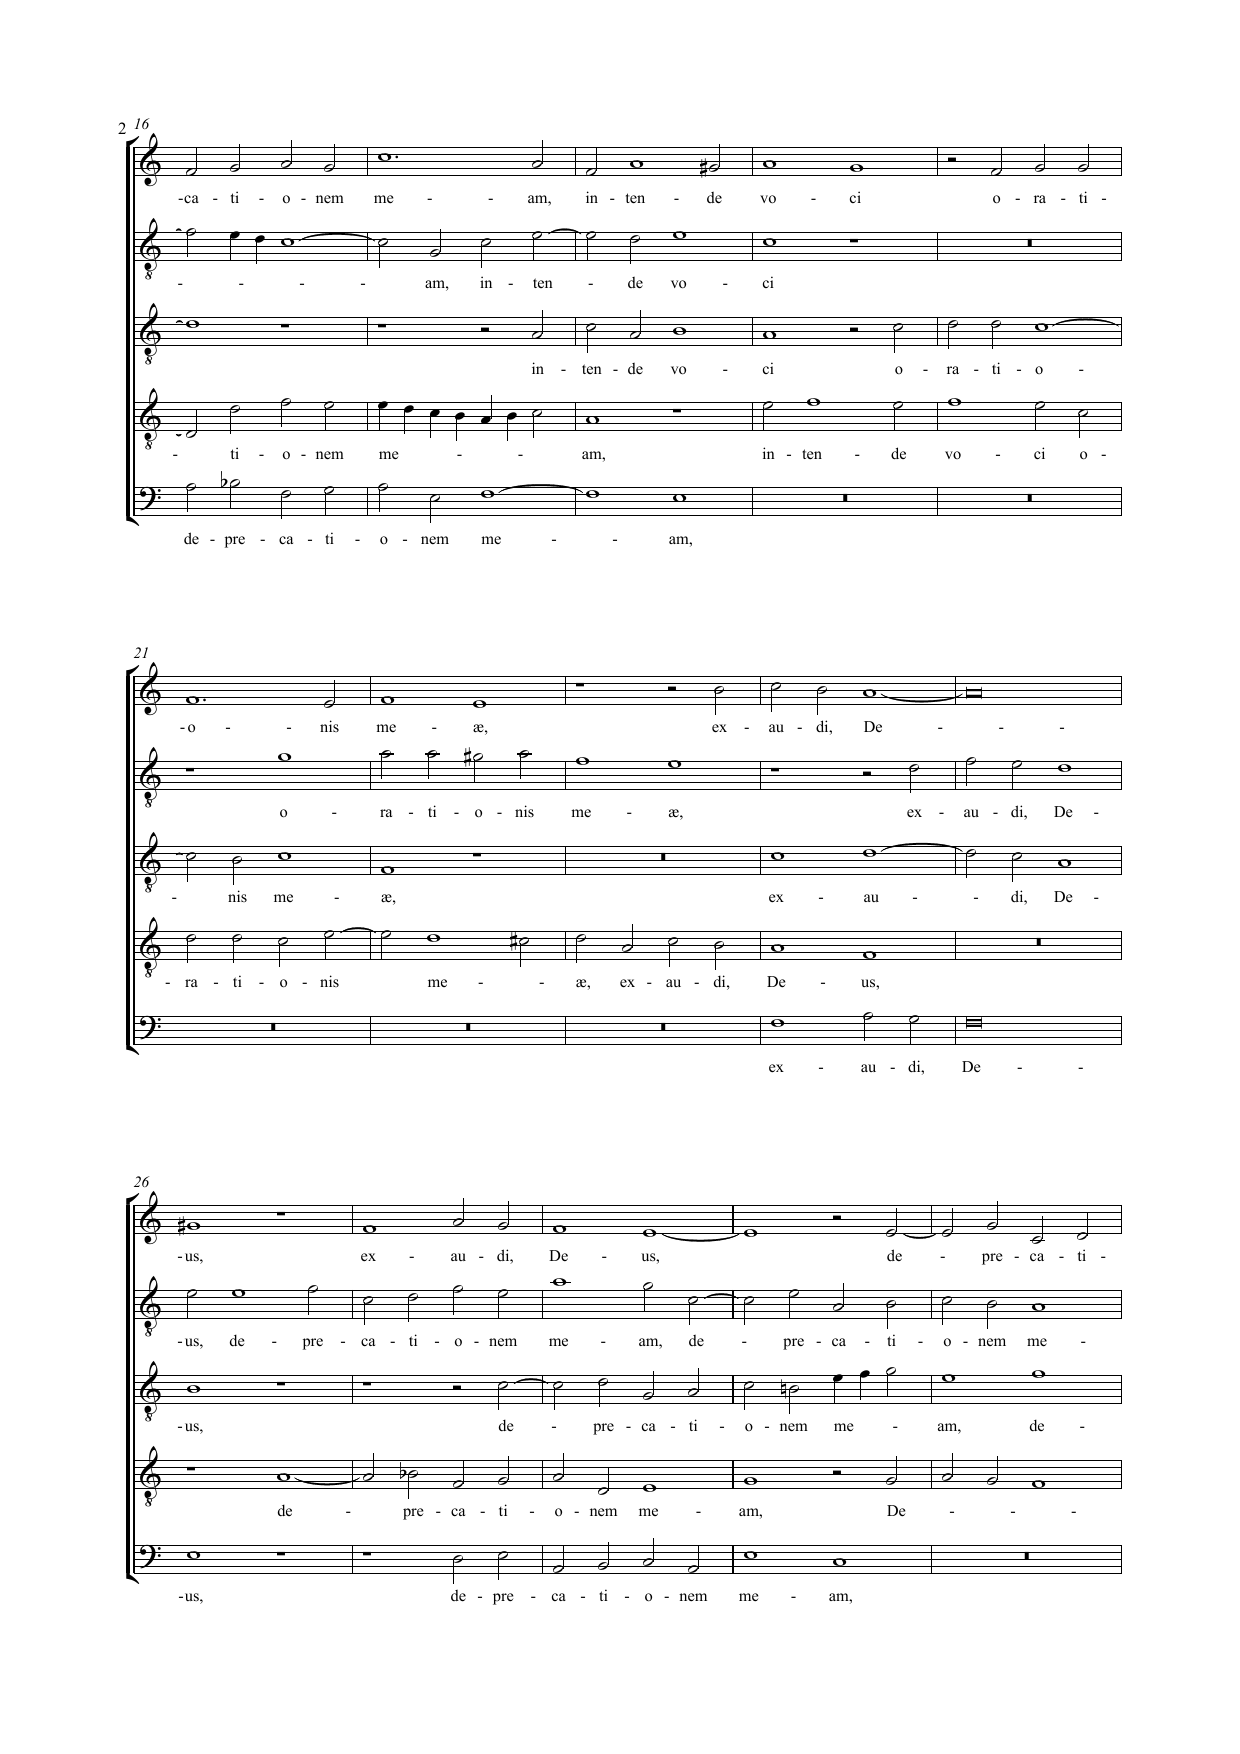 2 16
-ca - ti - o - nem me - - am, in - ten - de vo - ci o - ra - ti -
- - - - am, in - ten - de vo - ci
in - ten - de vo - ci o - ra - ti - o -
- ti - o - nem me - - - am, in - ten - de vo - ci o -
de - pre - ca - ti - o - nem me - - am,
21
-o - - nis me - æ, ex - au - di, De - - -
o - ra - ti - o - nis me - æ, ex - au - di, De -
- nis me - æ, ex - au - - di, De -
- ra - ti - o - nis me - - æ, ex - au - di, De - us,
ex - au - di, De - -
26
-us, ex - au - di, De - us, de - pre - ca - ti -
-us, de - pre - ca - ti - o - nem me - am, de - pre - ca - ti - o - nem me -
-us, de - pre - ca - ti - o - nem me - am, de -
de - pre - ca - ti - o - nem me - am, De - - -
-us, de - pre - ca - ti - o - nem me - am,